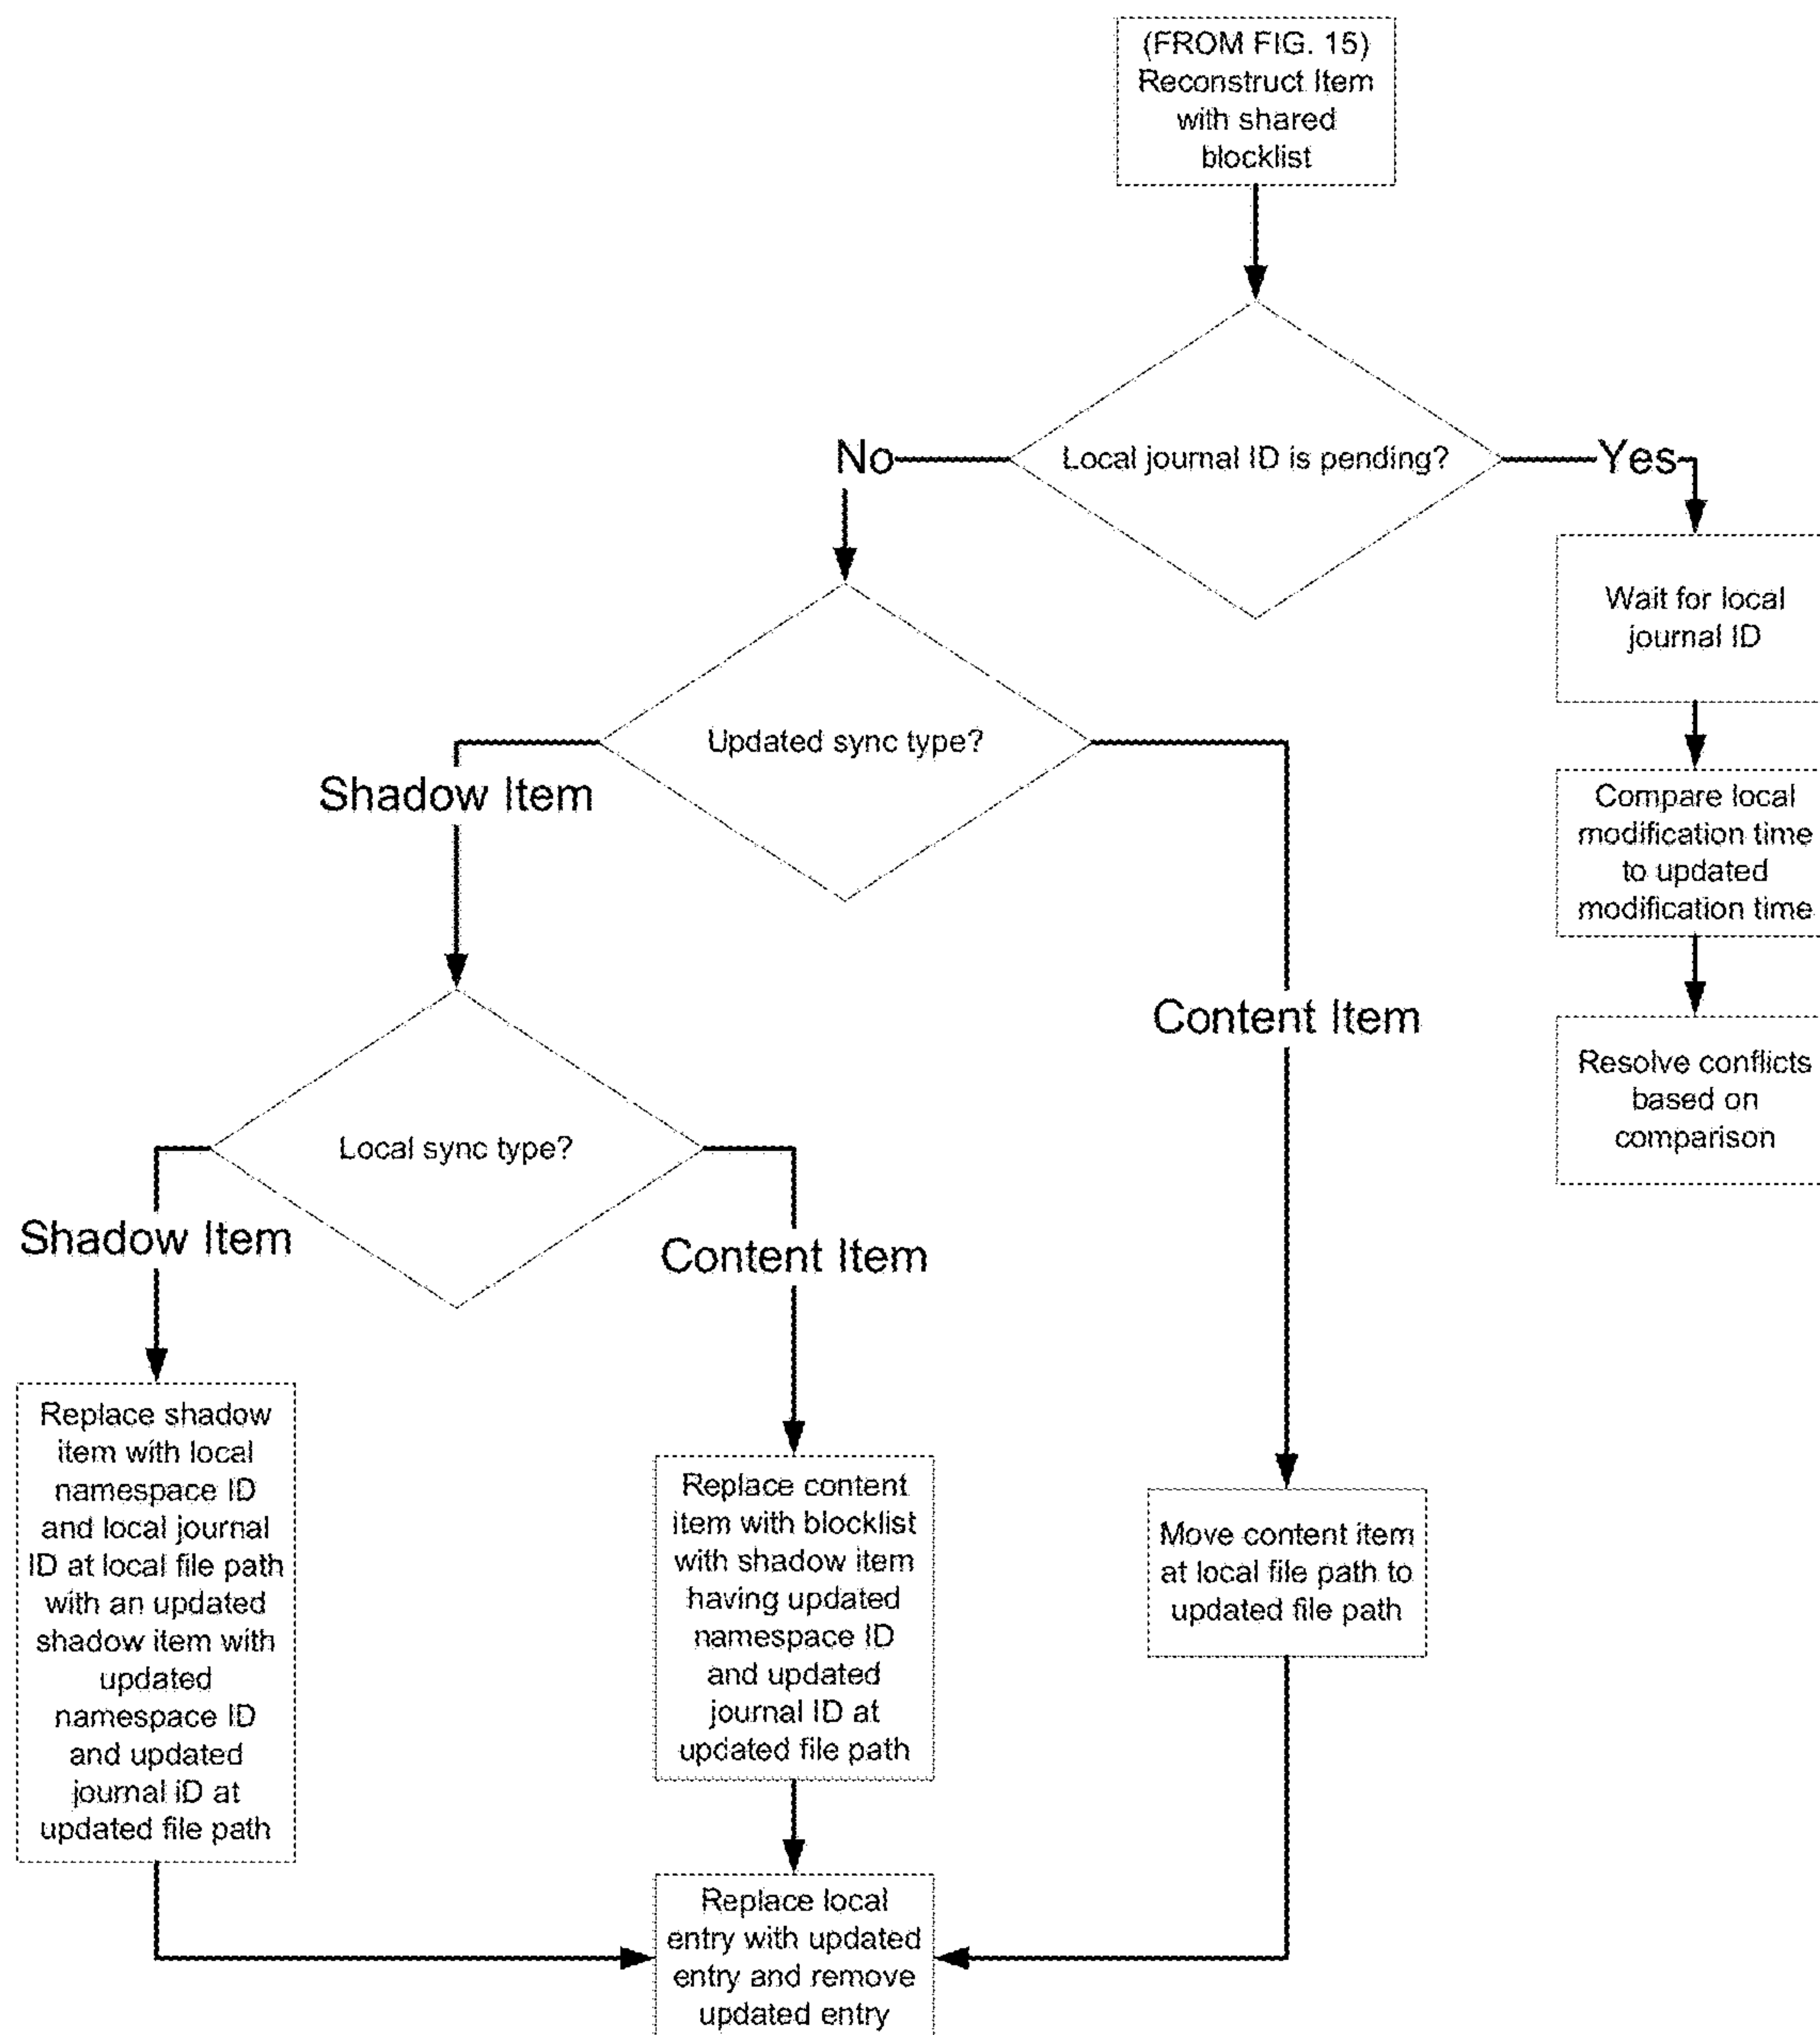 (FROM FIG. 15)
Reconstruct Item
with shared
blocklist
No
Local journal ID is pending?
Yes
Wait for local
journal ID
Updated sync type?
Shadow Item
Compare local
modification time
to updated
modification time
Content Item
Resolve conflicts
based on
comparison
Local sync type?
Shadow Item
Content Item
Replace shadow
item with local
namespace ID
and local journal
ID at local file path
with an updated
shadow item with
updated
namespace ID
and updated
journal ID at
updated file path
Replace content
item with blocklist
with shadow item
having updated
namespace ID
and updated
journal ID at
updated file path
Move content item
at local file path to
updated file path
Replace local
entry with updated
entry and remove
updated entry